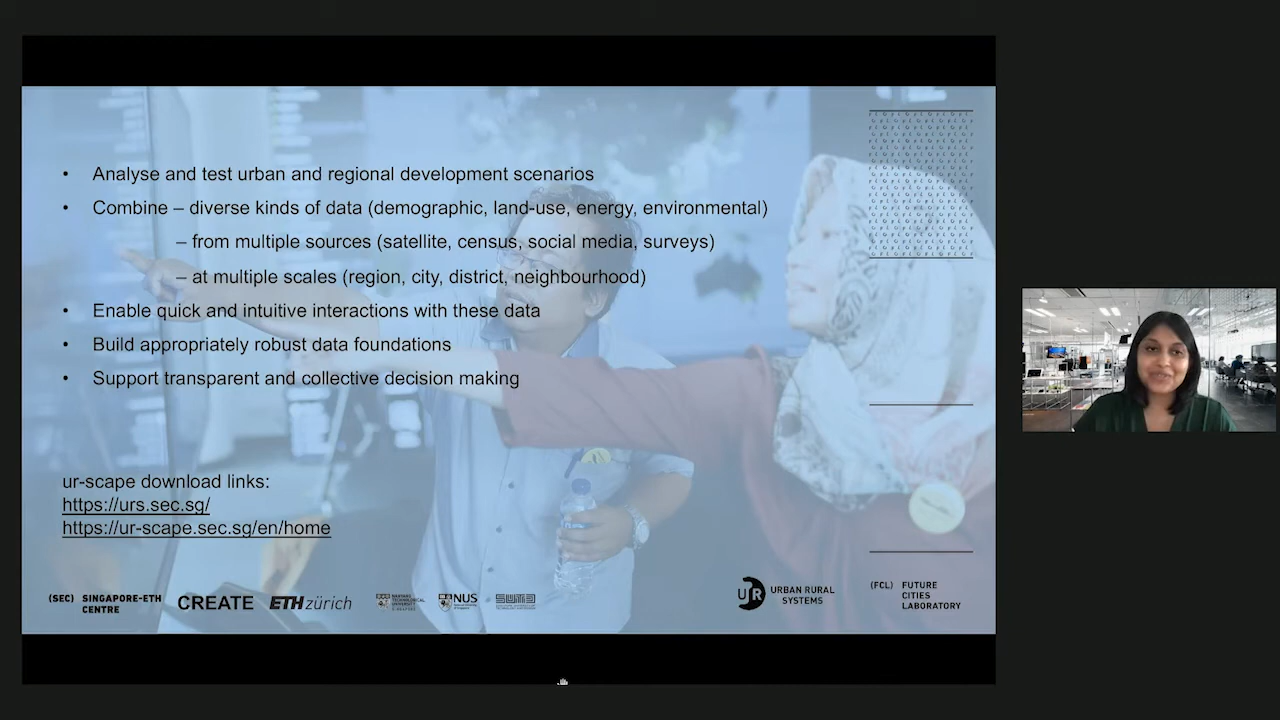 • Analyse and test urban and regional development scenarios
• Combine – diverse kinds of data (demographic, land-use, energy, environmental)
– from multiple sources (satellite, census, social media, surveys)
– at multiple scales (region, city, district, neighbourhood)
• Enable quick and intuitive interactions with these data
• Build appropriately robust data foundations
• Support transparent and collective decision making
ur-scape download links:
https://urs.sec.sg/
https://ur-scape.sec.sg/en/home
(SEC) SINGAPORE-ETH
CENTRE
CREATE
ETH zürich
NANYANG
TECHNOLOGICAL
UNIVERSITY
NUS
UR
URBAN RURAL
SYSTEMS
(FCL) FUTURE
CITIES
LABORATORY